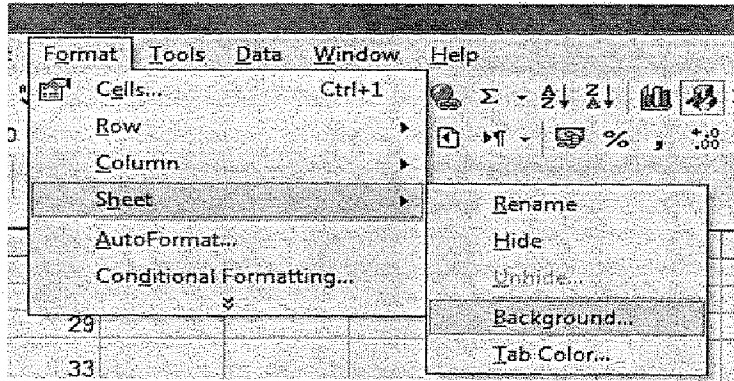 Format Tools Data Window Help
Cells... Ctrl+1
Row
Column
Sheet
AutoFormat...
Conditional Formatting...
Rename
Hide
Unhide...
Background...
Tab Color...
29
33